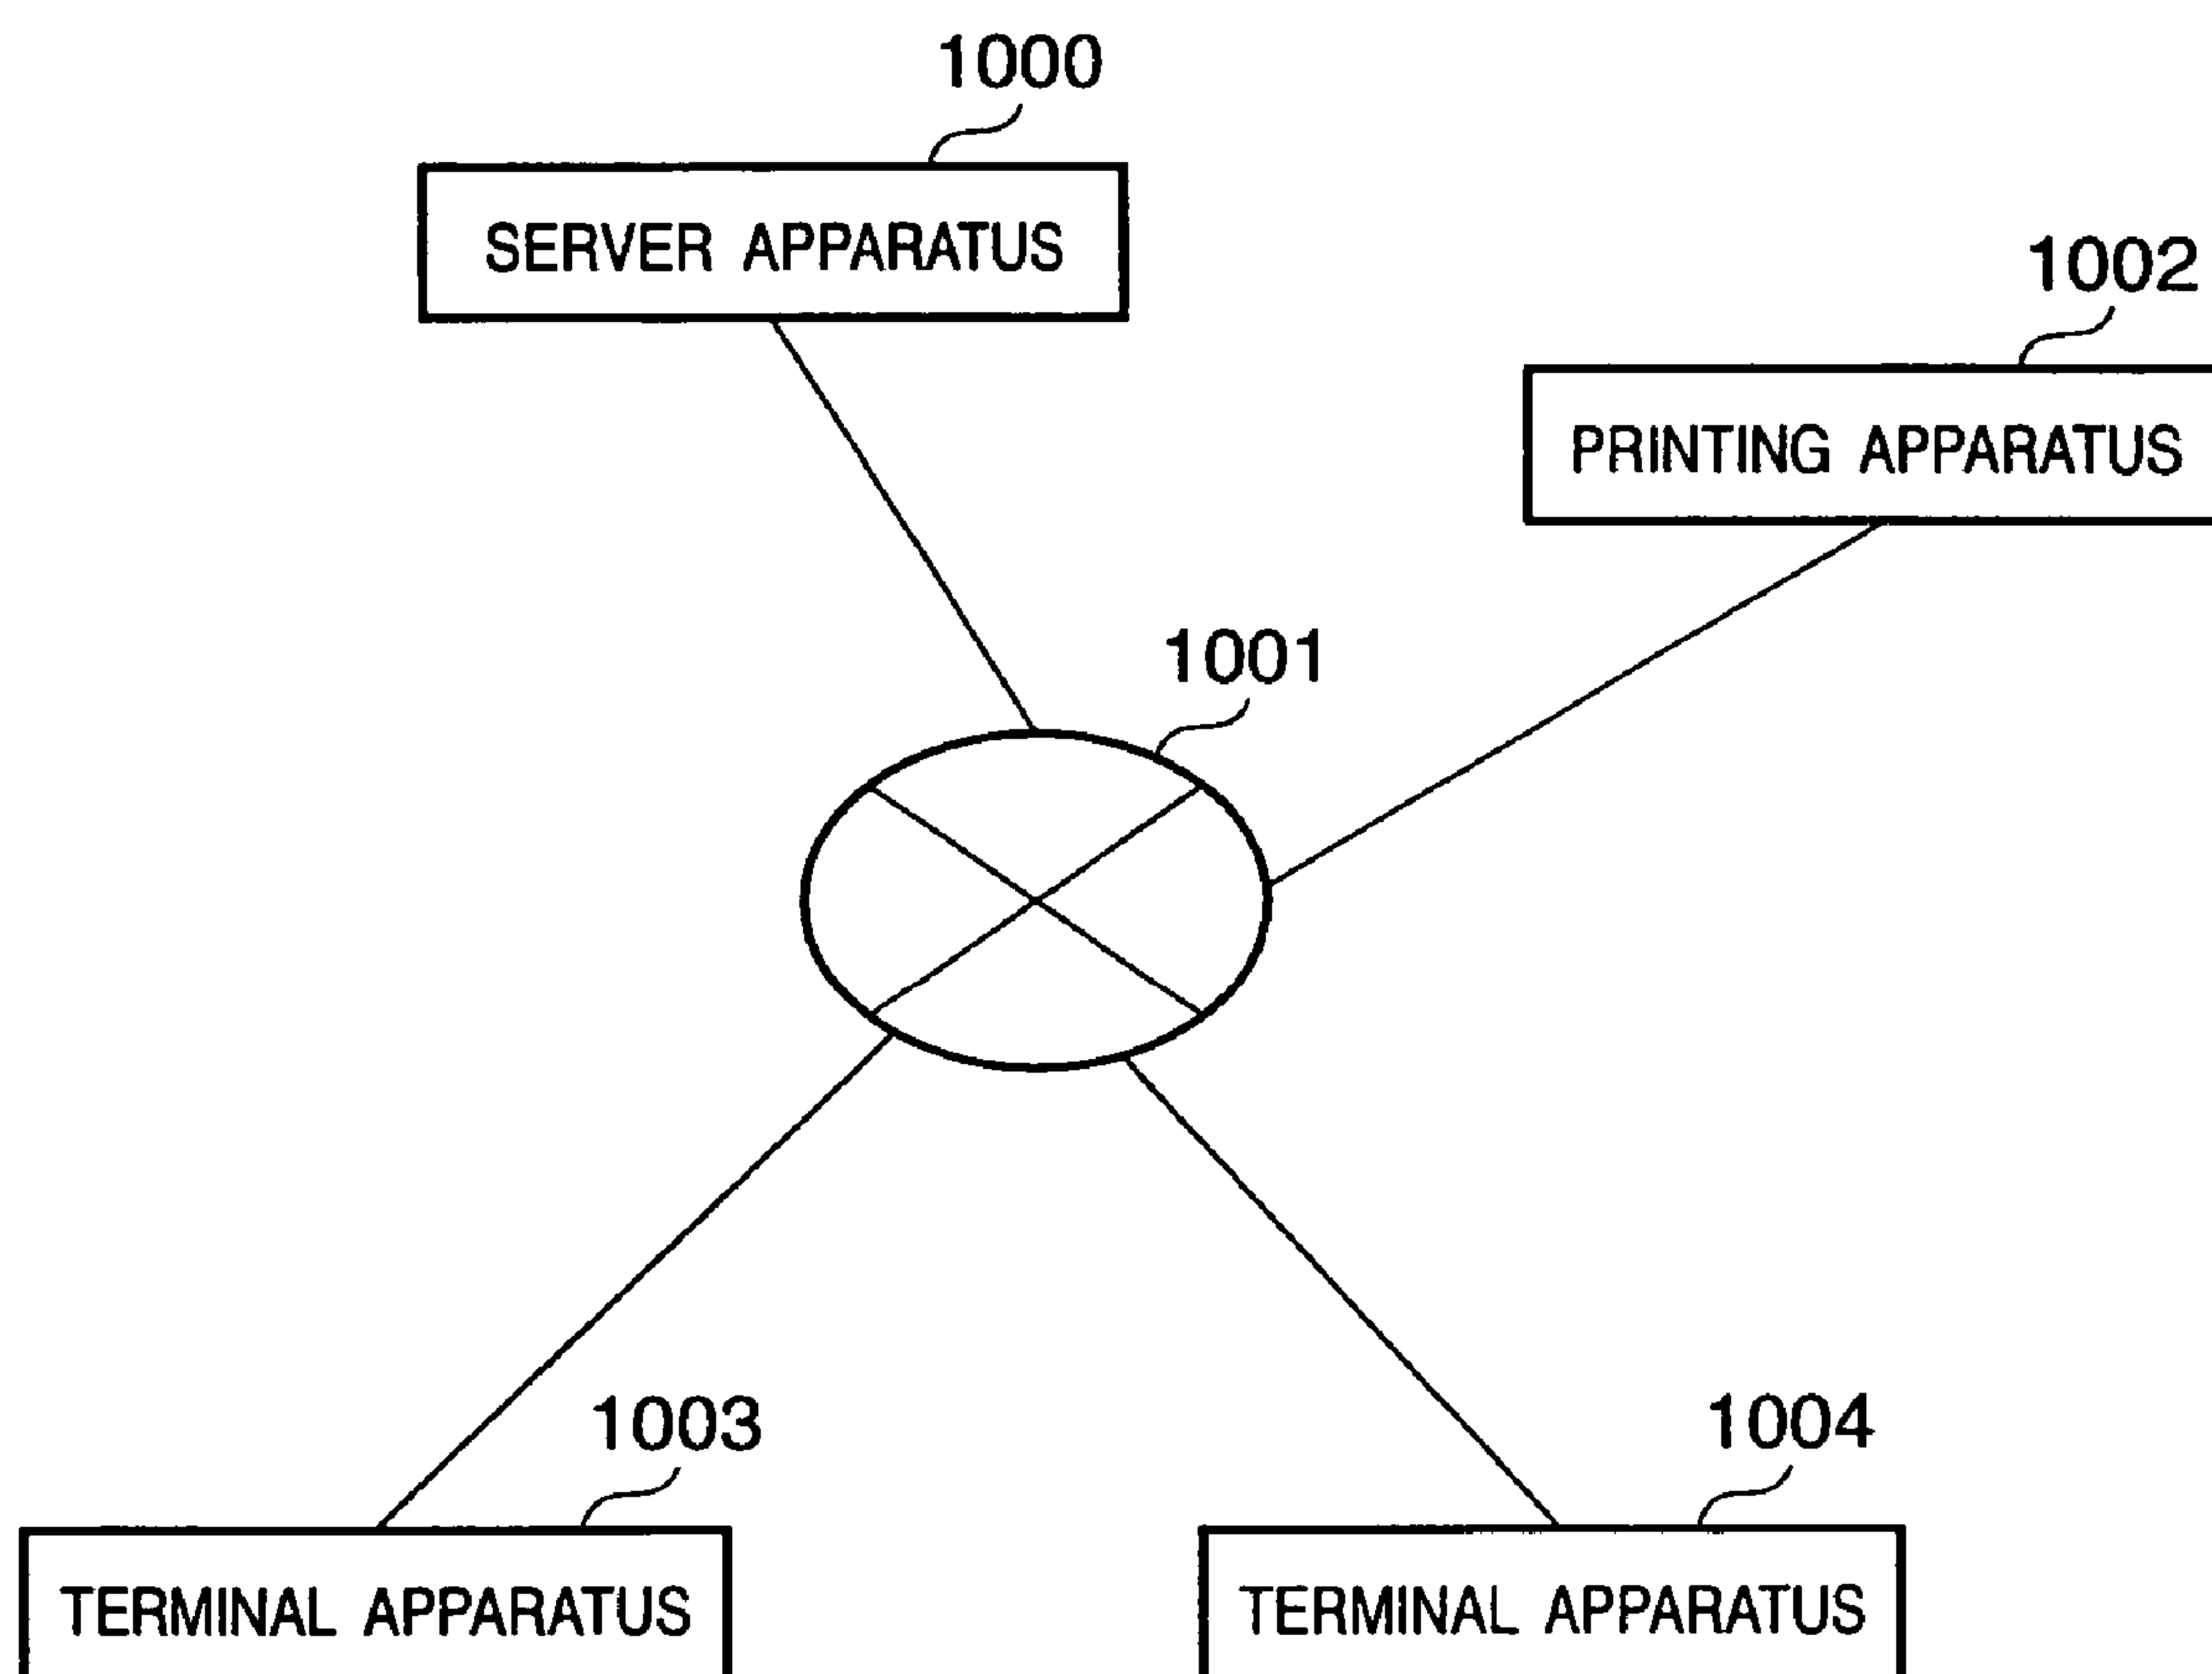 1000
SERVER APPARATUS
1002
PRINTING APPARATUS
1001
1003
TERMINAL APPARATUS
1004
TERMINAL APPARATUS